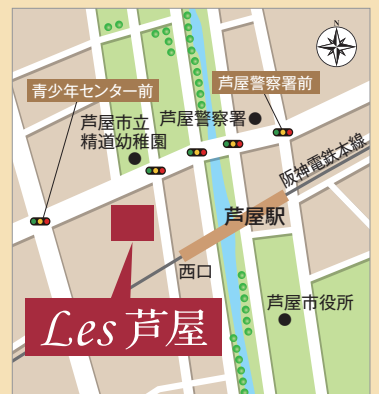 N
青少年センター前
芦屋警察署前
芦屋市立
精道幼稚園
芦屋警察署
阪神電鉄本線
芦屋駅
西口
芦屋市役所
Les 芦屋